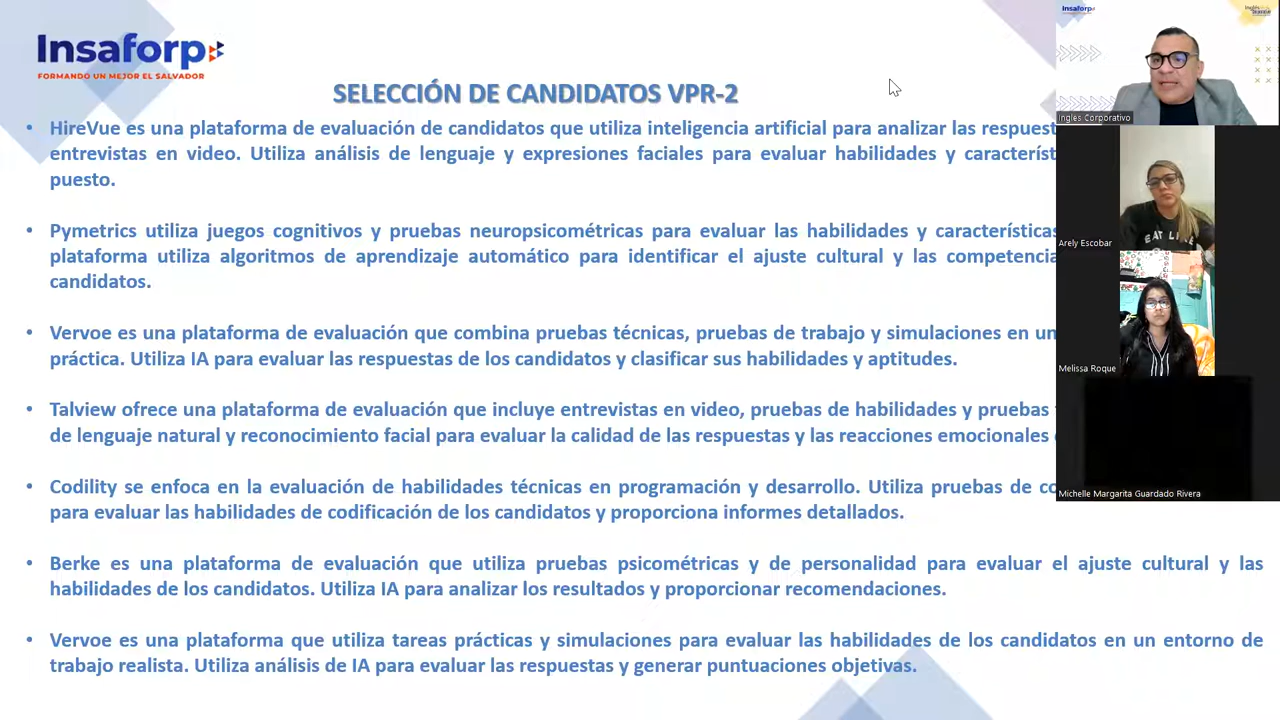 Insaforp
FORMANDO UN MEJOR EL SALVADOR
SELECCIÓN DE CANDIDATOS VPR-2
• HireVue es una plataforma de evaluación de candidatos que utiliza inteligencia artificial para analizar las
entrevistas en video. Utiliza análisis de lenguaje y expresiones faciales para evaluar habilidades y
puesto.
• Pymetrics utiliza juegos cognitivos y pruebas neuropsicométricas para evaluar las habilidades y características
plataforma utiliza algoritmos de aprendizaje automático para identificar el ajuste cultural y las
candidatos.
• Vervoe es una plataforma de evaluación que combina pruebas técnicas, pruebas de trabajo y simulaciones en
práctica. Utiliza IA para evaluar las respuestas de los candidatos y clasificar sus habilidades y aptitudes.
• Talview ofrece una plataforma de evaluación que incluye entrevistas en video, pruebas de habilidades y pruebas
de lenguaje natural y reconocimiento facial para evaluar la calidad de las respuestas y las reacciones emocionales
• Codility se enfoca en la evaluación de habilidades técnicas en programación y desarrollo. Utiliza pruebas de
para evaluar las habilidades de codificación de los candidatos y proporciona informes detallados.
• Berke es una plataforma de evaluación que utiliza pruebas psicométricas y de personalidad para evaluar el ajuste cultural y las
habilidades de los candidatos. Utiliza IA para analizar los resultados y proporcionar recomendaciones.
• Vervoe es una plataforma que utiliza tareas prácticas y simulaciones para evaluar las habilidades de los candidatos en un entorno de
trabajo realista. Utiliza análisis de IA para evaluar las respuestas y generar puntuaciones objetivas.
Insaforp
Ingles Corporativo
Arely Escobar
EAT
Melissa Roque
Michelle Margarita Guardado Rivera